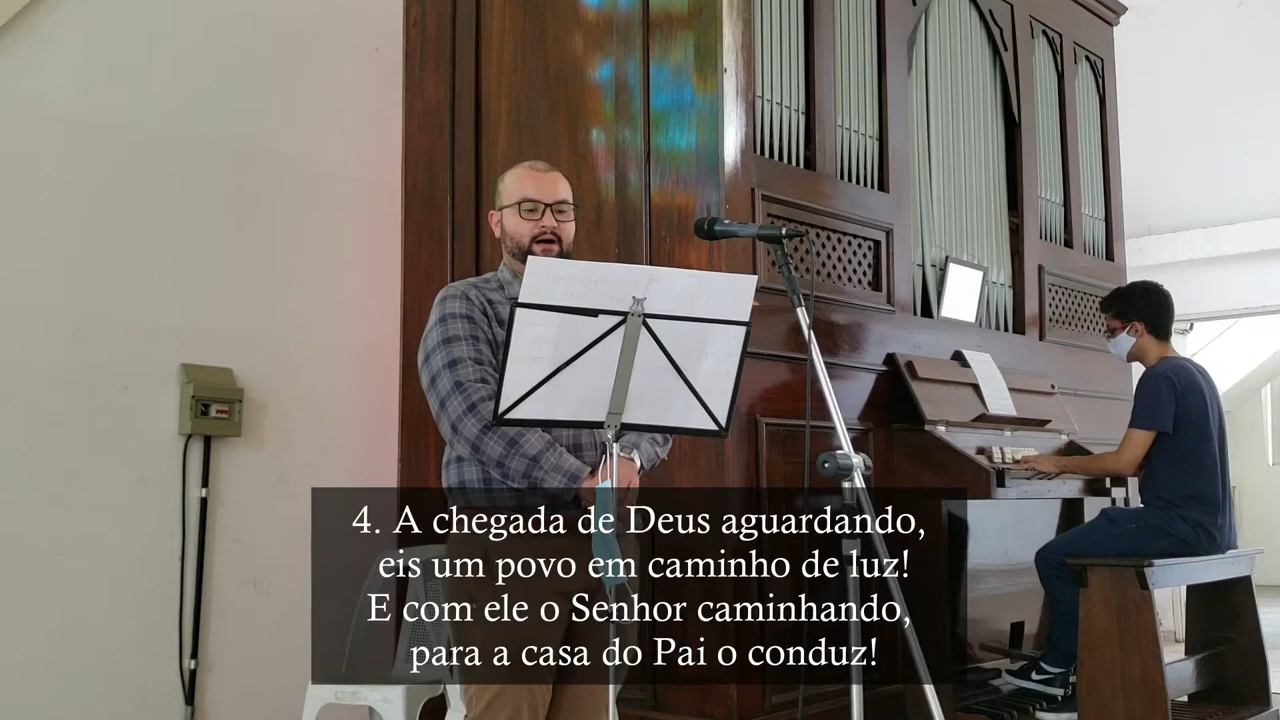 4. A chegada de Deus aguardando,
eis um povo em caminho de luz!
E com ele o Senhor caminhando,
para a casa do Pai o conduz!